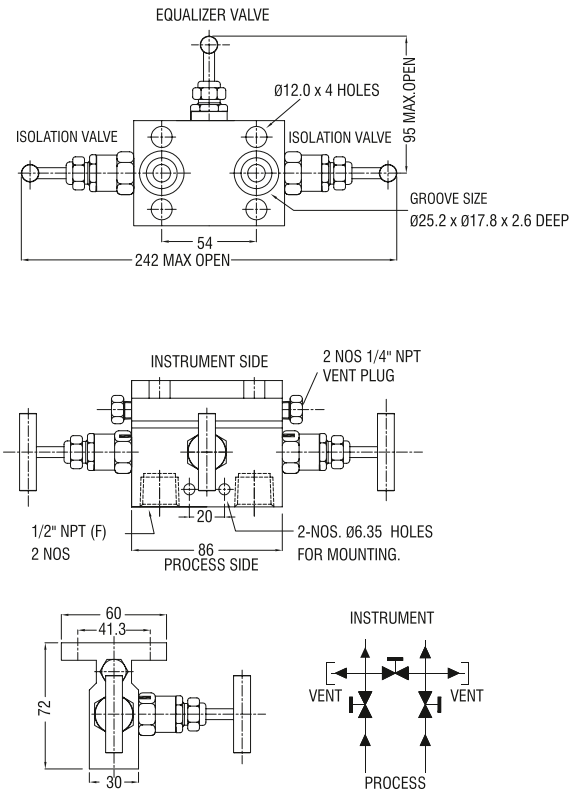 EQUALIZER VALVE
Ø12.0 x 4 HOLES
95 MAX.OPEN
ISOLATION VALVE
ISOLATION VALVE
GROOVE SIZE
Ø25.2 x Ø17.8 x 2.6 DEEP
54
242 MAX OPEN
INSTRUMENT SIDE
2 NOS 1/4" NPT
VENT PLUG
1/2" NPT (F)
2 NOS
20
2-NOS. Ø6.35 HOLES
FOR MOUNTING.
86
PROCESS SIDE
60
41.3
72
30
INSTRUMENT
VENT
VENT
PROCESS